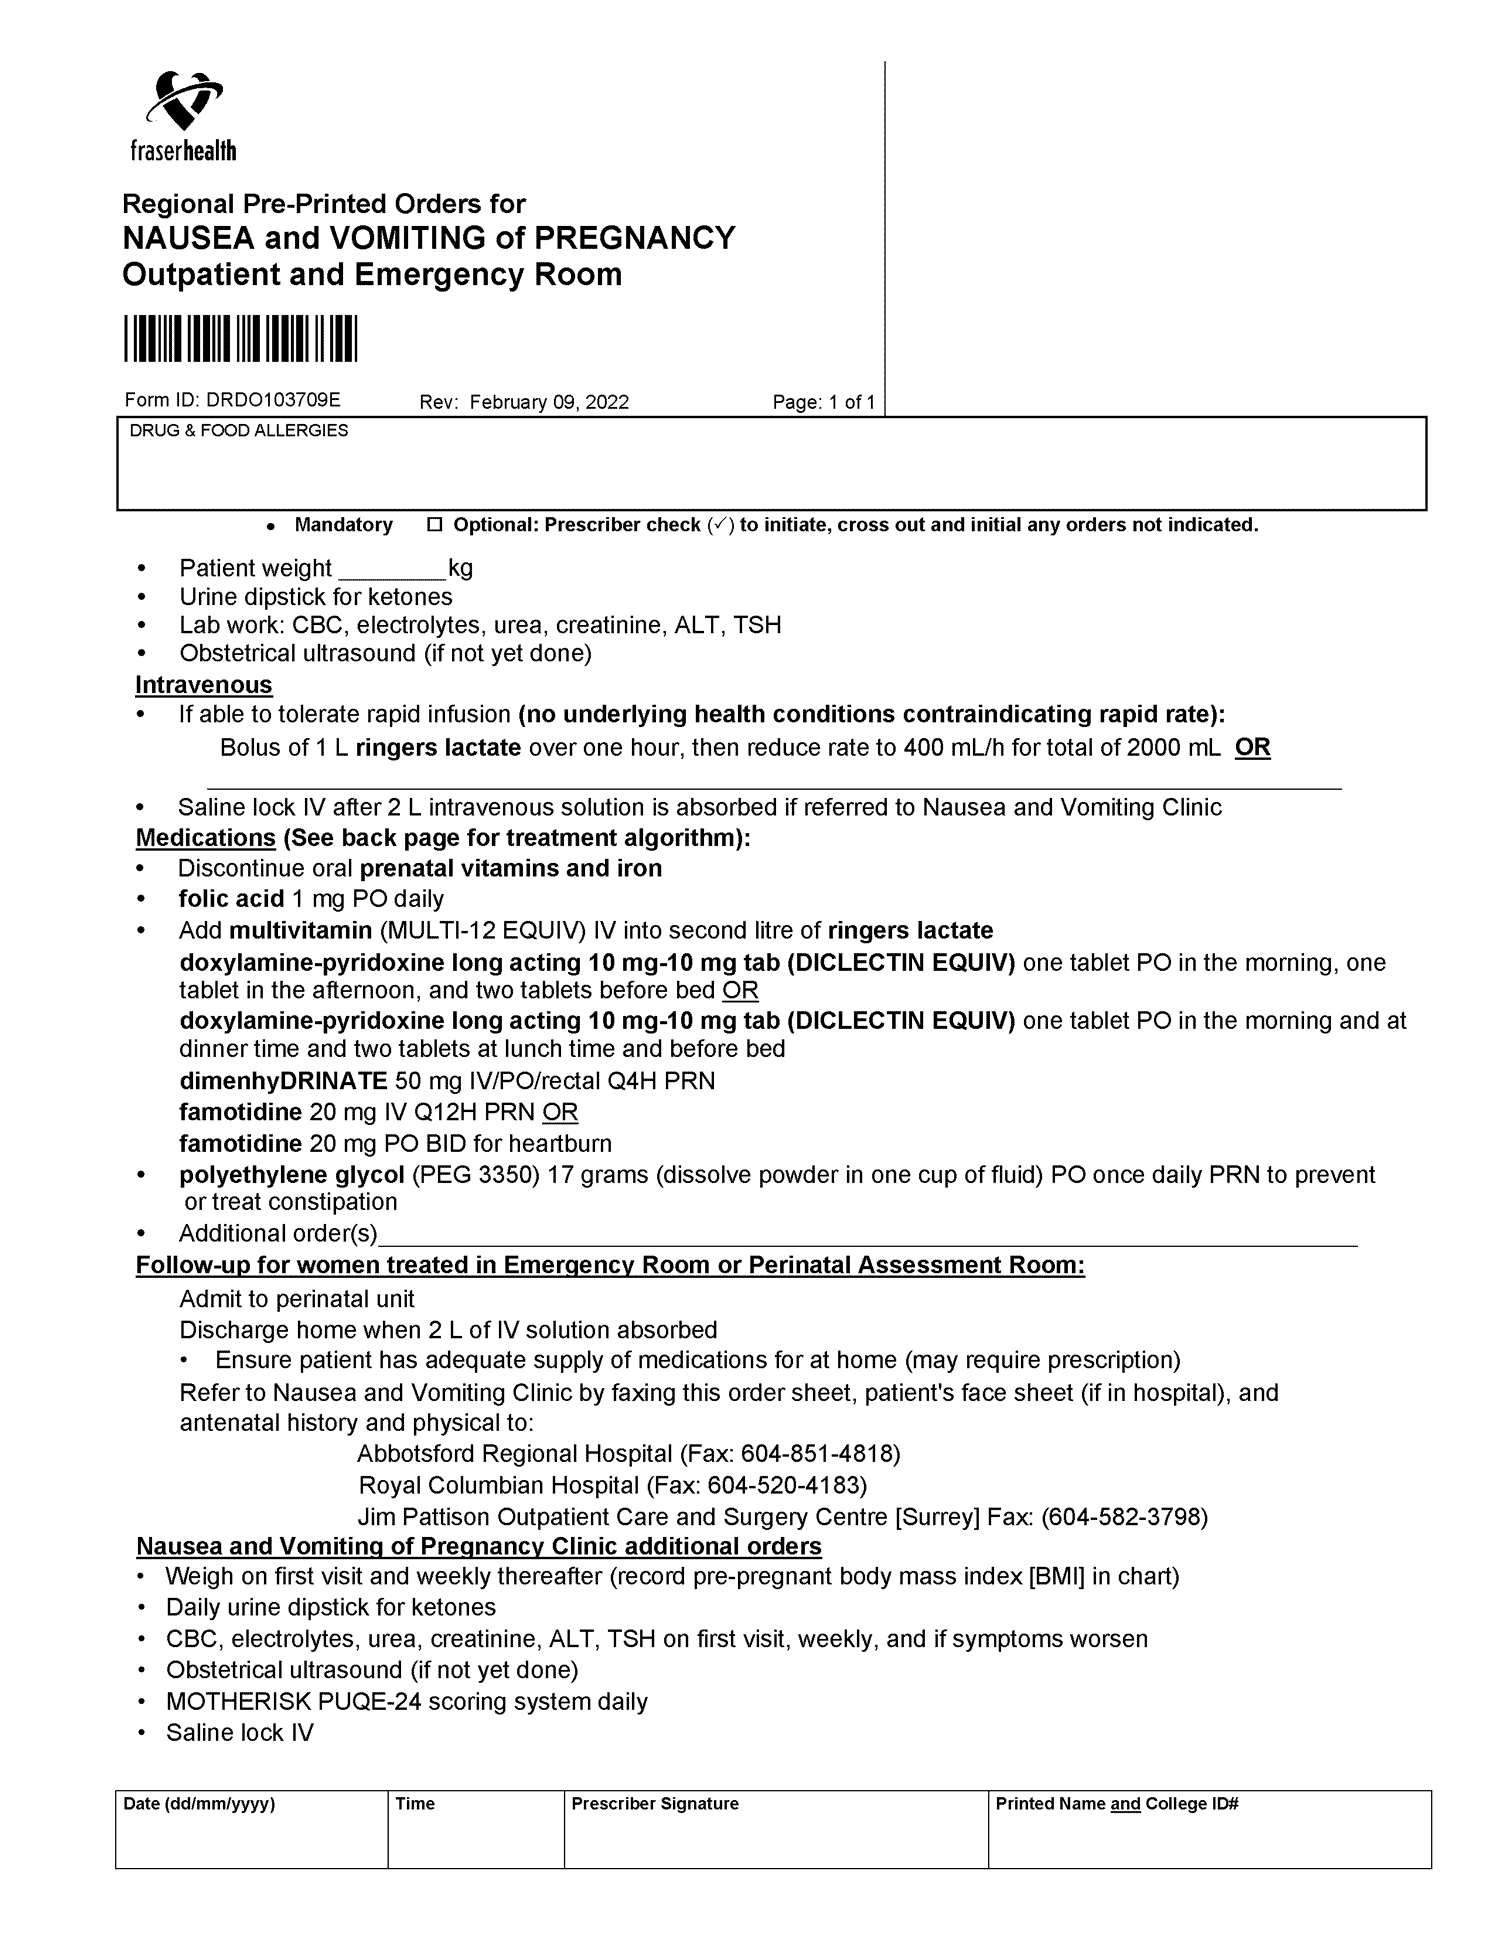 fraserhealth
Regional Pre-Printed Orders for
NAUSEA and VOMITING of PREGNANCY
Outpatient and Emergency Room
Form ID: DRDO103709E Rev: February 09, 2022 Page: 1 of 1
DRUG & FOOD ALLERGIES
• Mandatory ☐ Optional: Prescriber check (✓) to initiate, cross out and initial any orders not indicated.
• Patient weight ________kg
• Urine dipstick for ketones
• Lab work: CBC, electrolytes, urea, creatinine, ALT, TSH
• Obstetrical ultrasound (if not yet done)
Intravenous
• If able to tolerate rapid infusion (no underlying health conditions contraindicating rapid rate):
Bolus of 1 L ringers lactate over one hour, then reduce rate to 400 mL/h for total of 2000 mL OR
• Saline lock IV after 2 L intravenous solution is absorbed if referred to Nausea and Vomiting Clinic
Medications (See back page for treatment algorithm):
• Discontinue oral prenatal vitamins and iron
• folic acid 1 mg PO daily
• Add multivitamin (MULTI-12 EQUIV) IV into second litre of ringers lactate
doxylamine-pyridoxine long acting 10 mg-10 mg tab (DICLECTIN EQUIV) one tablet PO in the morning, one
tablet in the afternoon, and two tablets before bed OR
doxylamine-pyridoxine long acting 10 mg-10 mg tab (DICLECTIN EQUIV) one tablet PO in the morning and at
dinner time and two tablets at lunch time and before bed
dimenhyDRINATE 50 mg IV/PO/rectal Q4H PRN
famotidine 20 mg IV Q12H PRN OR
famotidine 20 mg PO BID for heartburn
• polyethylene glycol (PEG 3350) 17 grams (dissolve powder in one cup of fluid) PO once daily PRN to prevent
or treat constipation
• Additional order(s)________
Follow-up for women treated in Emergency Room or Perinatal Assessment Room:
Admit to perinatal unit
Discharge home when 2 L of IV solution absorbed
• Ensure patient has adequate supply of medications for at home (may require prescription)
Refer to Nausea and Vomiting Clinic by faxing this order sheet, patient's face sheet (if in hospital), and
antenatal history and physical to:
Abbotsford Regional Hospital (Fax: 604-851-4818)
Royal Columbian Hospital (Fax: 604-520-4183)
Jim Pattison Outpatient Care and Surgery Centre [Surrey] Fax: (604-582-3798)
Nausea and Vomiting of Pregnancy Clinic additional orders
• Weigh on first visit and weekly thereafter (record pre-pregnant body mass index [BMI] in chart)
• Daily urine dipstick for ketones
• CBC, electrolytes, urea, creatinine, ALT, TSH on first visit, weekly, and if symptoms worsen
• Obstetrical ultrasound (if not yet done)
• MOTHERISK PUQE-24 scoring system daily
• Saline lock IV
Date (dd/mm/yyyy) Time Prescriber Signature Printed Name and College ID#